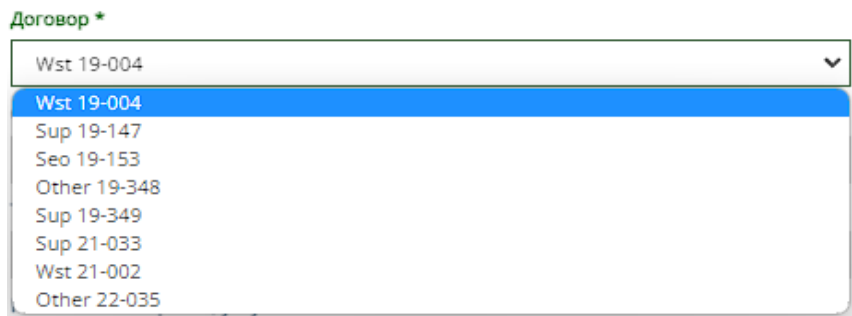 Договор *
Wst 19-004
Wst 19-004
Sup 19-147
Seo 19-153
Other 19-348
Sup 19-349
Sup 21-033
Wst 21-002
Other 22-035